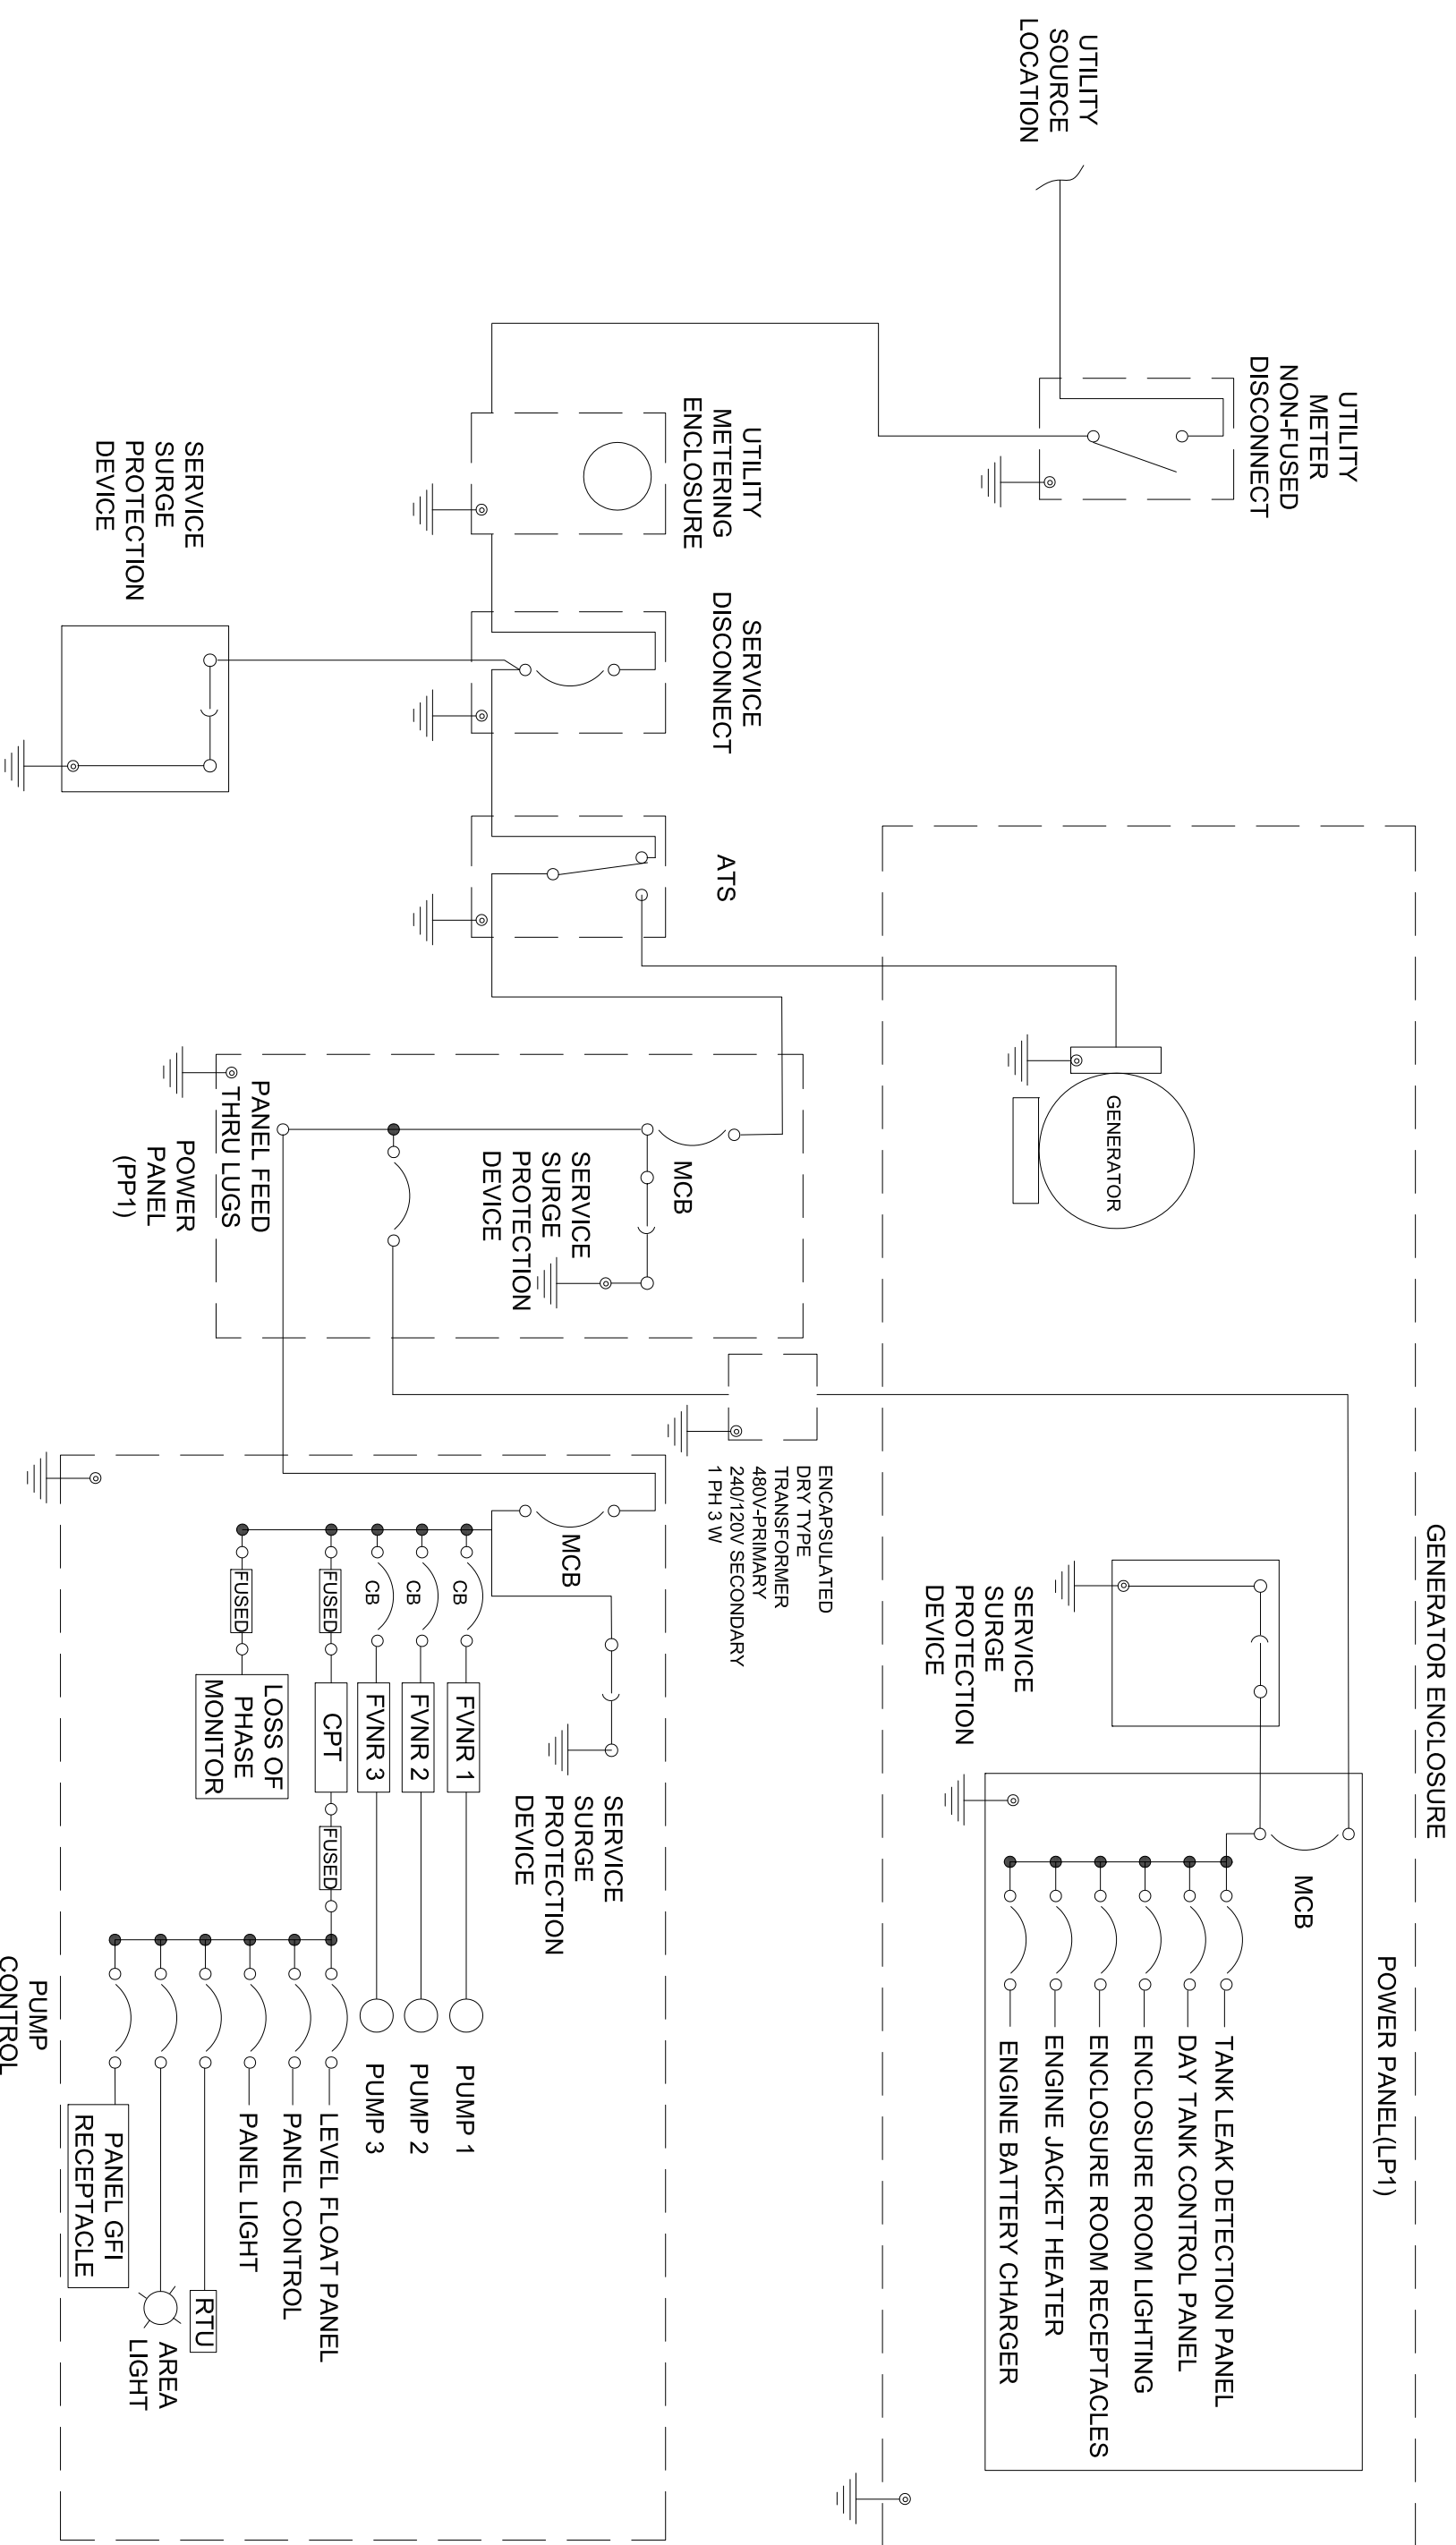 GENERATOR ENCLOSURE
POWER PANEL(LP1)
UTILITY
METER
NON-FUSED
DISCONNECT
UTILITY
SOURCE
LOCATION
GENERATOR
MCB
TANK LEAK DETECTION PANEL
DAY TANK CONTROL PANEL
ENCLOSURE ROOM LIGHTING
ENCLOSURE ROOM RECEPTACLES
ENGINE JACKET HEATER
ENGINE BATTERY CHARGER
SERVICE
SURGE
PROTECTION
DEVICE
ENCAPSULATED
DRY TYPE
TRANSFORMER
480V-PRIMARY
240/120V SECONDARY
1 PH 3 W
UTILITY
METERING
ENCLOSURE
SERVICE
DISCONNECT
ATS
MCB
SERVICE
SURGE
PROTECTION
DEVICE
PANEL FEED
THRU LUGS
POWER
PANEL
(PP1)
SERVICE
SURGE
PROTECTION
DEVICE
MCB
SERVICE
SURGE
PROTECTION
DEVICE
CB
FVNR 1
PUMP 1
CB
FVNR 2
PUMP 2
CB
FVNR 3
PUMP 3
FUSED
CPT
FUSED
LEVEL FLOAT PANEL
PANEL CONTROL
PANEL LIGHT
RTU
AREA
LIGHT
PANEL GFI
RECEPTACLE
FUSED
LOSS OF
PHASE
MONITOR
PUMP
CONTROL